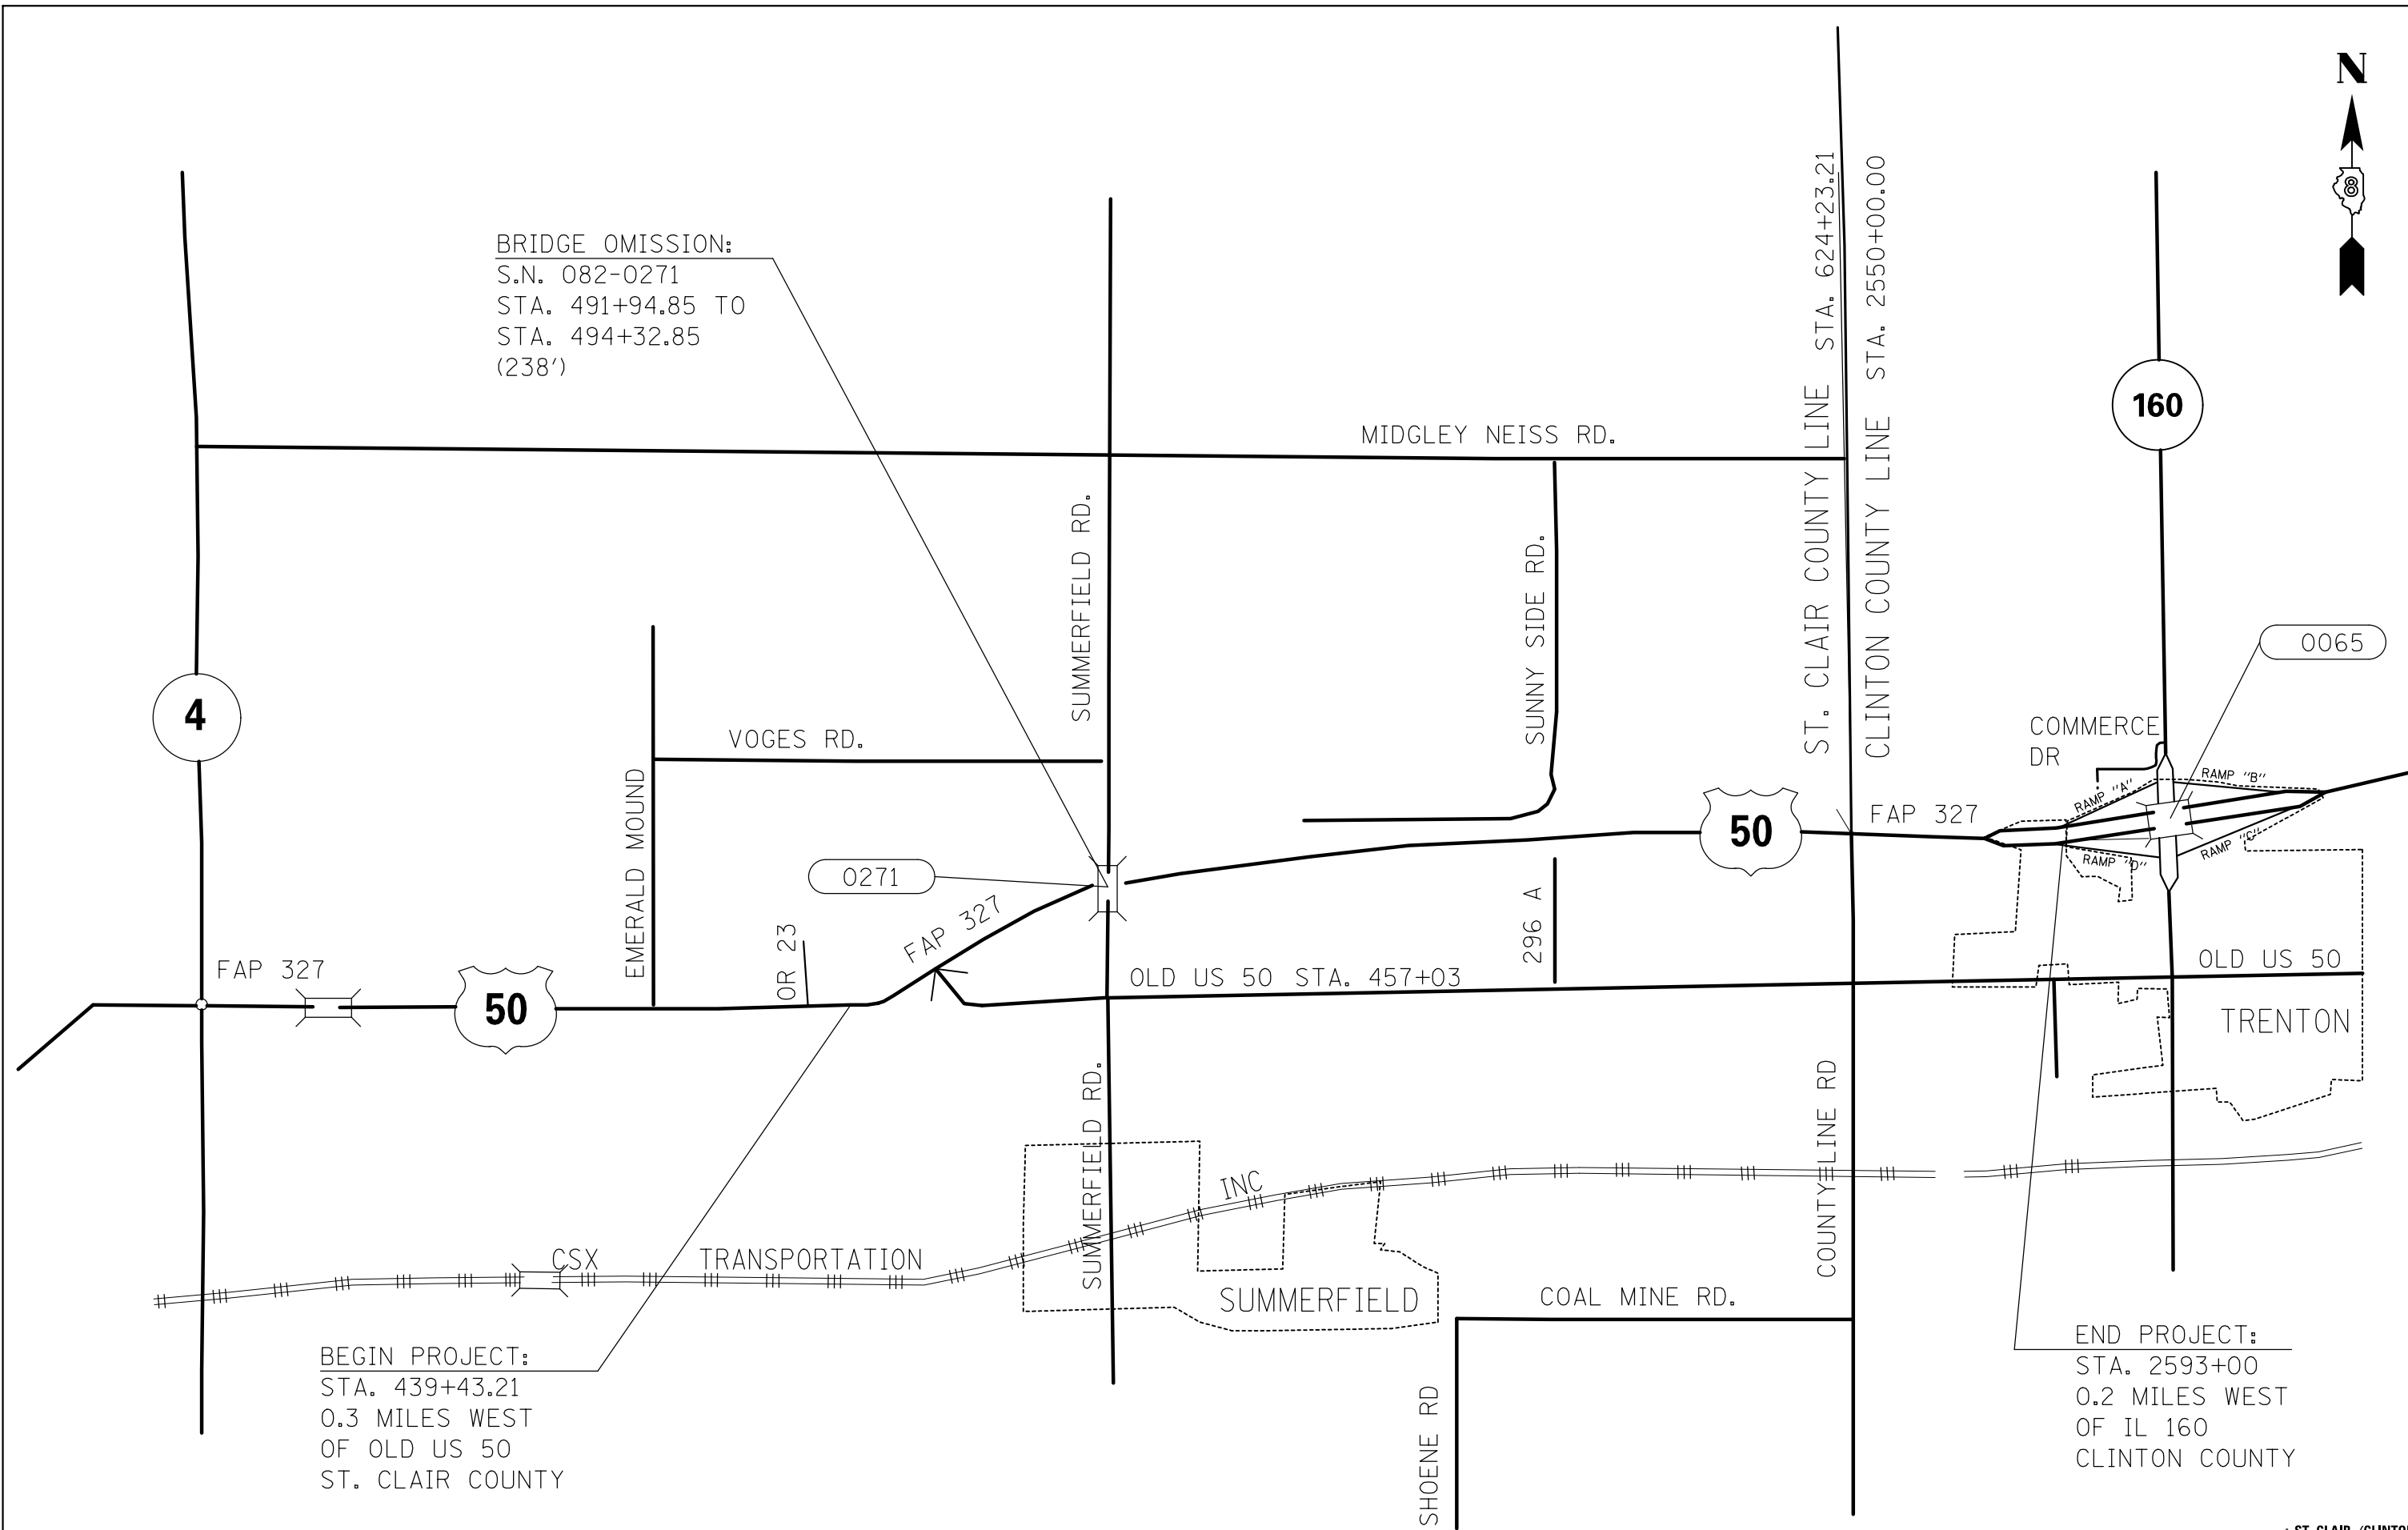 N
8
BRIDGE OMISSION:
S.N. 082-0271
STA. 491+94.85 TO
STA. 494+32.85
(238')
ST. CLAIR COUNTY LINE STA. 624+23.21
CLINTON COUNTY LINE STA. 2550+00.00
160
MIDGLEY NEISS RD.
SUMMERFIELD RD.
SUNNY SIDE RD.
0065
4
VOGES RD.
COMMERCE
DR
EMERALD MOUND
RAMP "A"
RAMP "B"
50
FAP 327
RAMP "C"
RAMP "D"
0271
FAP 327
296 A
OR 23
FAP 327
50
OLD US 50 STA. 457+03
OLD US 50
TRENTON
SUMMERFIELD RD.
COUNTY LINE RD
INC
CSX TRANSPORTATION
SUMMERFIELD
COAL MINE RD.
SHOENE RD
BEGIN PROJECT:
STA. 439+43.21
0.3 MILES WEST
OF OLD US 50
ST. CLAIR COUNTY
END PROJECT:
STA. 2593+00
0.2 MILES WEST
OF IL 160
CLINTON COUNTY